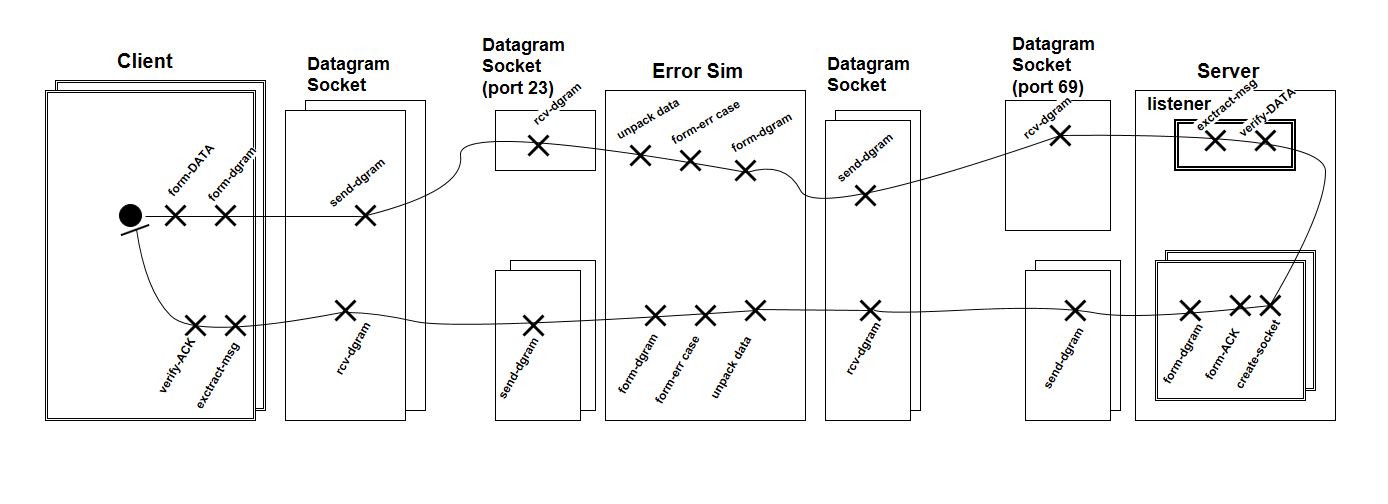 Client
Datagram
Socket
Datagram
Socket
(port 23)
Error Sim
Datagram
Socket
Datagram
Socket
(port 69)
Server
listener
form-DATA
form-dgram
send-dgram
rcv-dgram
unpack data
form-err case
form-dgram
send-dgram
rcv-dgram
exctract-msg
verify-DATA
verify-ACK
exctract-msg
rcv-dgram
send-dgram
form-dgram
form-err case
unpack data
rcv-dgram
send-dgram
form-dgram
form-ACK
create-socket